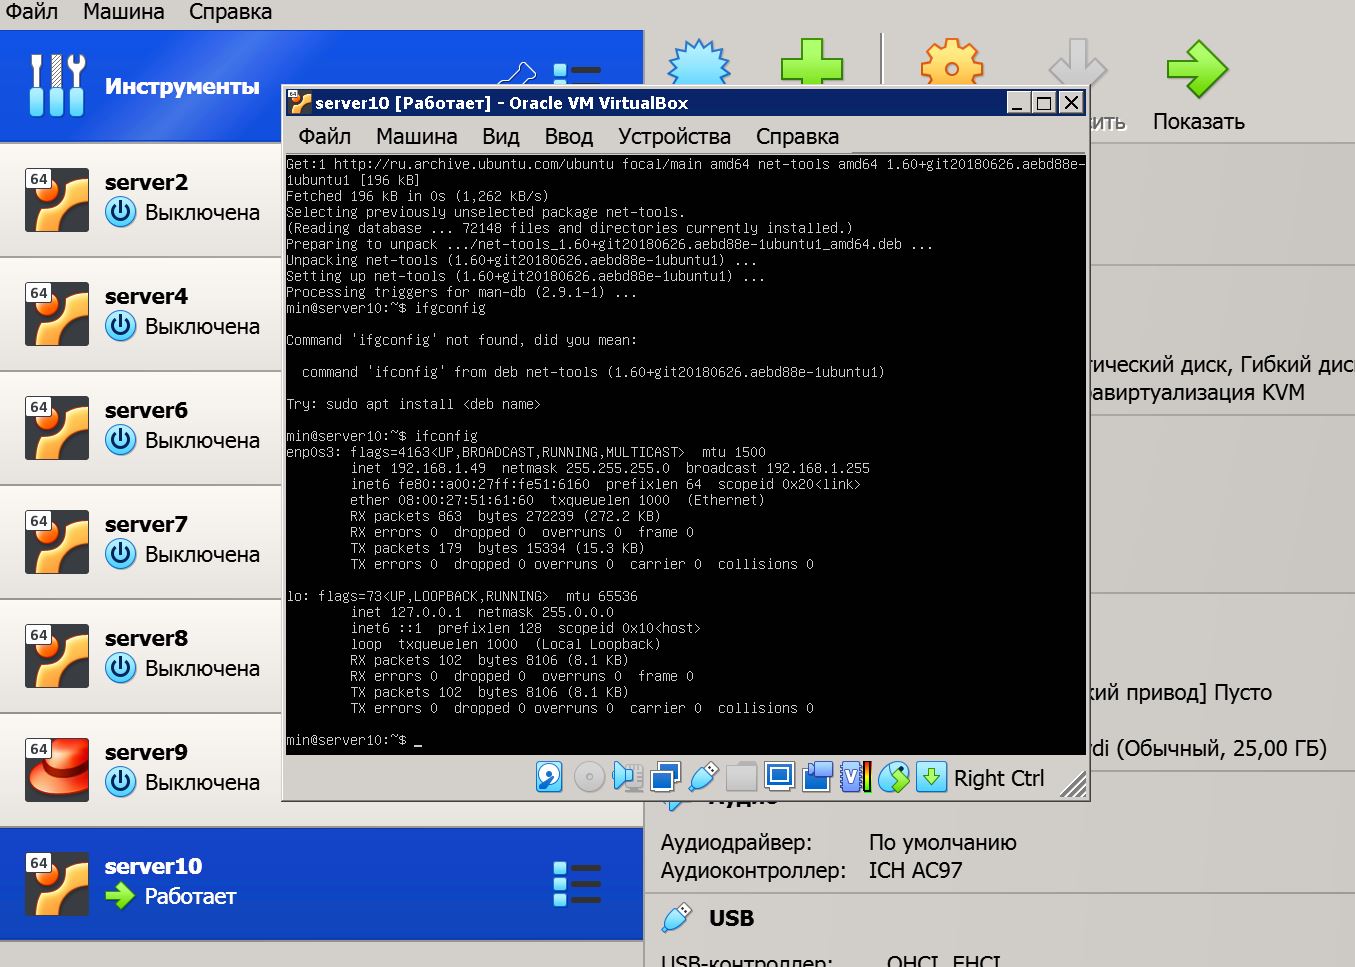 Файл Машина Справка
Инструменты
Показать
server2
Выключена
server4
Выключена
server6
Выключена
server7
Выключена
server8
Выключена
server9
Выключена
server10
Работает
64
64
64
64
64
64
64
64
server10 [Работает] - Oracle VM VirtualBox
Файл Машина Вид Ввод Устройства Справка
Get:1 http://ru.archive.ubuntu.com/ubuntu focal/main amd64 net-tools amd64 1.60+git20180626.aebd88e-
1ubuntu1 [196 kB]
Fetched 196 kB in 0s (1,262 kB/s)
Selecting previously unselected package net-tools.
(Reading database ... 72148 files and directories currently installed.)
Preparing to unpack .../net-tools_1.60+git20180626.aebd88e-1ubuntu1_amd64.deb ...
Unpacking net-tools (1.60+git20180626.aebd88e-1ubuntu1) ...
Setting up net-tools (1.60+git20180626.aebd88e-1ubuntu1) ...
Processing triggers for man-db (2.9.1-1) ...
min@server10:~$ ifgconfig
Command 'ifgconfig' not found, did you mean:
command 'ifconfig' from deb net-tools (1.60+git20180626.aebd88e-1ubuntu1)
Try: sudo apt install <deb name>
min@server10:~$ ifconfig
enp0s3: flags=4163<UP,BROADCAST,RUNNING,MULTICAST> mtu 1500
inet 192.168.1.49 netmask 255.255.255.0 broadcast 192.168.1.255
inet6 fe80::a00:27ff:fe51:6160 prefixlen 64 scopeid 0x20<link>
ether 08:00:27:51:61:60 txqueuelen 1000 (Ethernet)
RX packets 863 bytes 272239 (272.2 KB)
RX errors 0 dropped 0 overruns 0 frame 0
TX packets 179 bytes 15334 (15.3 KB)
TX errors 0 dropped 0 overruns 0 carrier 0 collisions 0
lo: flags=73<UP,LOOPBACK,RUNNING> mtu 65536
inet 127.0.0.1 netmask 255.0.0.0
inet6 ::1 prefixlen 128 scopeid 0x10<host>
loop txqueuelen 1000 (Local Loopback)
RX packets 102 bytes 8106 (8.1 KB)
RX errors 0 dropped 0 overruns 0 frame 0
TX packets 102 bytes 8106 (8.1 KB)
TX errors 0 dropped 0 overruns 0 carrier 0 collisions 0
min@server10:~$ _
Right Ctrl
диск, Гибкий
KVM
привод] Пусто
(Обычный, 25,00 ГБ)
Аудио
Аудиодрайвер: По умолчанию
Аудиоконтроллер: ICH AC97
USB
USB-контроллер: OHCI, EHCI